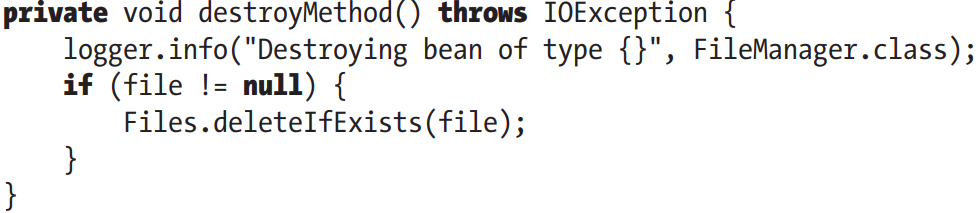 private void destroyMethod() throws IOException {
    logger.info("Destroying bean of type {}", FileManager.class);
    if (file != null) {
        Files.deleteIfExists(file);
    }
}